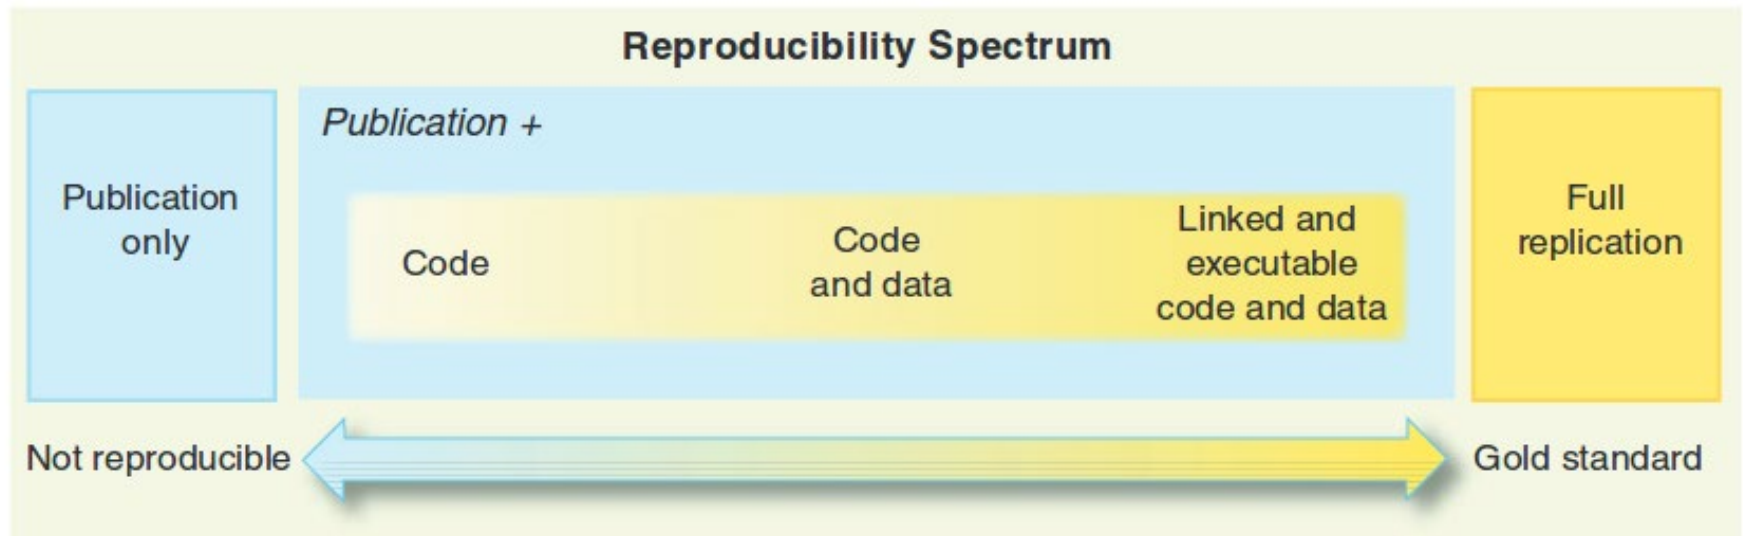 Reproducibility Spectrum
Publication
only
Publication +
Code
Code
and data
Linked and
executable
code and data
Full
replication
Not reproducible
Gold standard